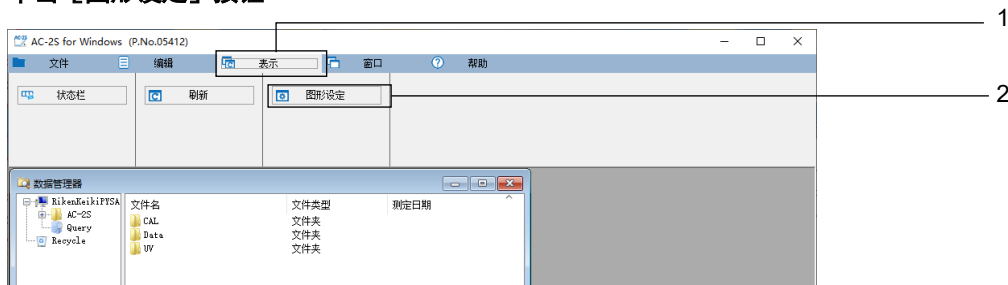 1
AC-2S for Windows (P.No.05412)
文件 编辑 表示 窗口 帮助
状态栏 刷新 图形设定
2
数据管理器
RikenKeikiPYSA
AC-2S
Query
Recycle
文件名 文件类型 测定日期
CAL 文件夹
Data 文件夹
UV 文件夹